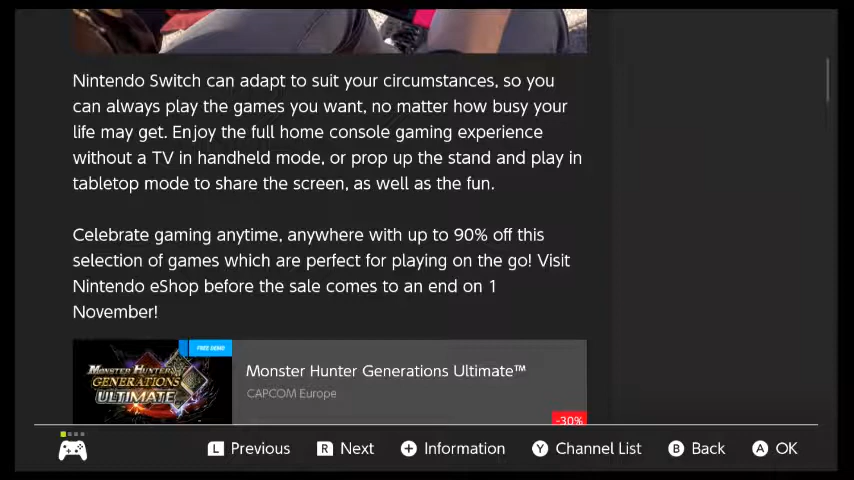 Nintendo Switch can adapt to suit your circumstances, so you
can always play the games you want, no matter how busy your
life may get. Enjoy the full home console gaming experience
without a TV in handheld mode, or prop up the stand and play in
tabletop mode to share the screen, as well as the fun.
Celebrate gaming anytime, anywhere with up to 90% off this
selection of games which are perfect for playing on the go! Visit
Nintendo eShop before the sale comes to an end on 1
November!
FREE DEMO
MONSTER HUNTER
GENERATIONS
ULTIMATE
Monster Hunter Generations Ultimate™
CAPCOM Europe
-30%
L Previous R Next + Information Y Channel List B Back A OK